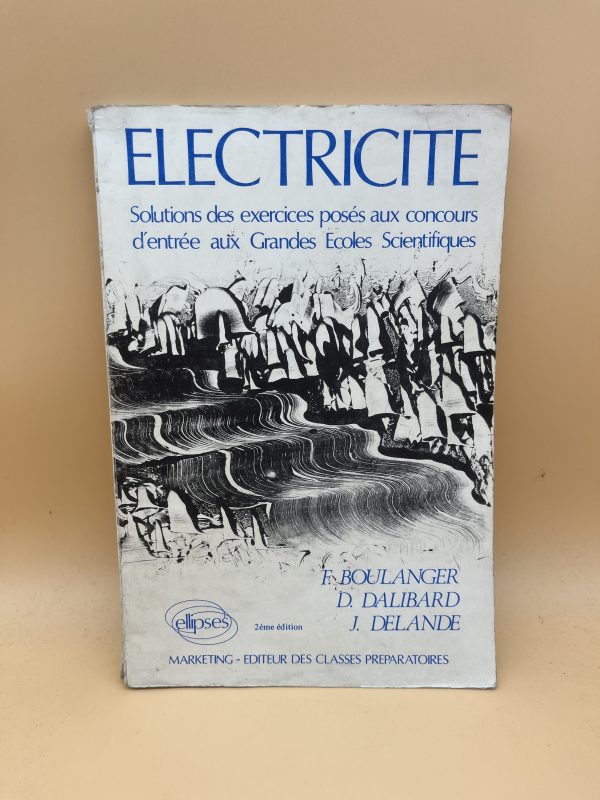 ELECTRICITE
Solutions des exercices posés aux concours
d'entrée aux Grandes Ecoles Scientifiques
F. BOULANGER
D. DALIBARD
J. DELANDE
ellipses
2éme édition
MARKETING - EDITEUR DES CLASSES PREPARATOIRES